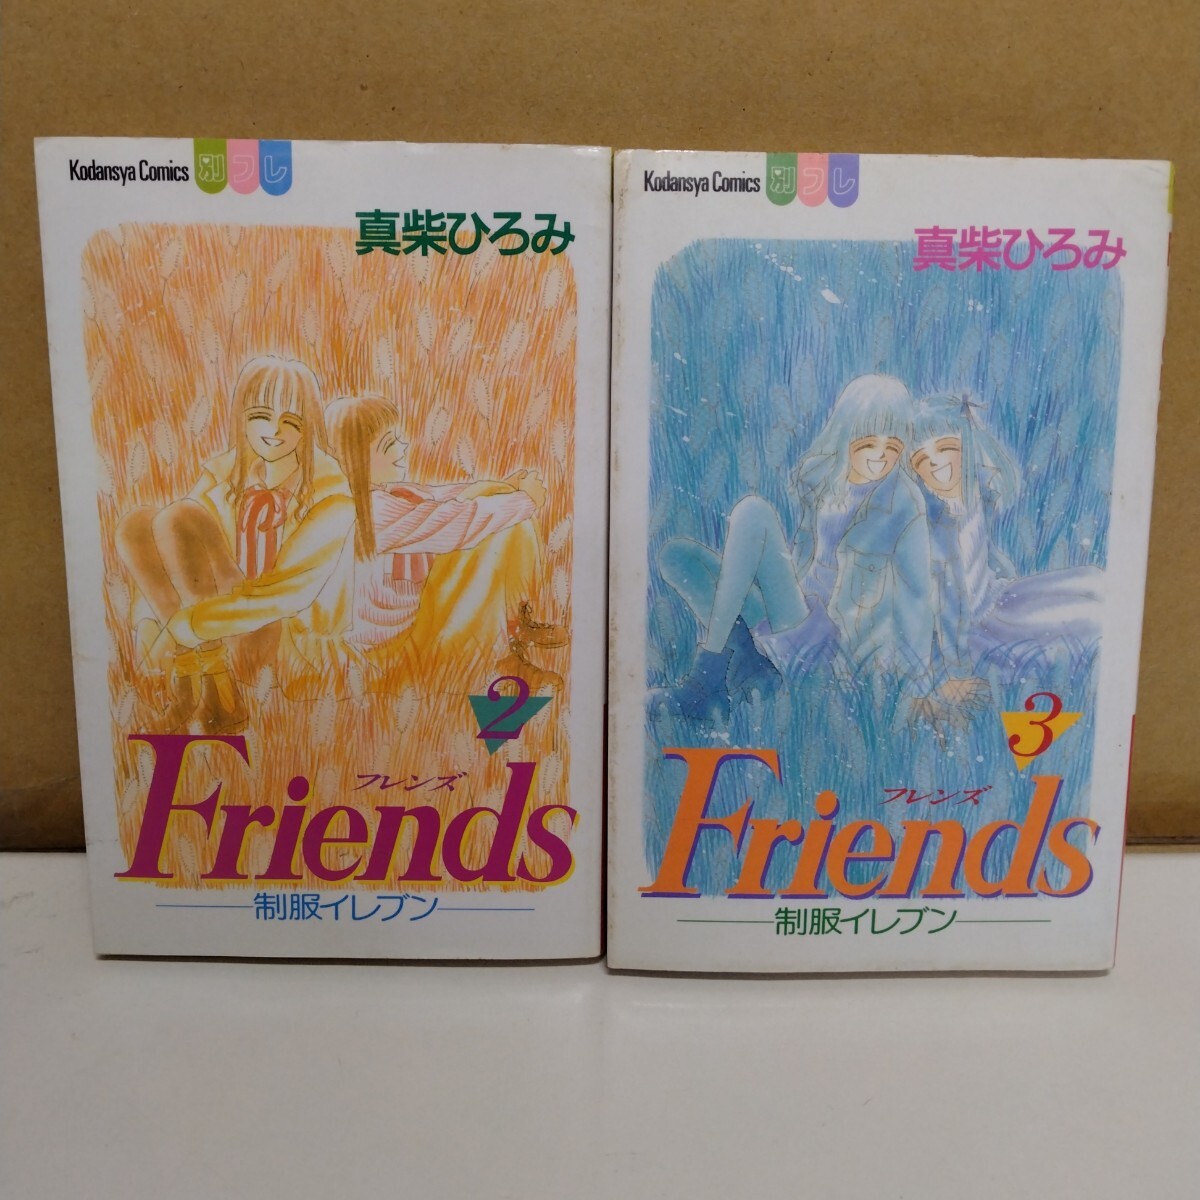 Kodansya Comics 別フレ
真柴ひろみ
2
フレンズ
Friends
制服イレブン
Kodansya Comics 別フレ
真柴ひろみ
3
フレンズ
Friends
制服イレブン